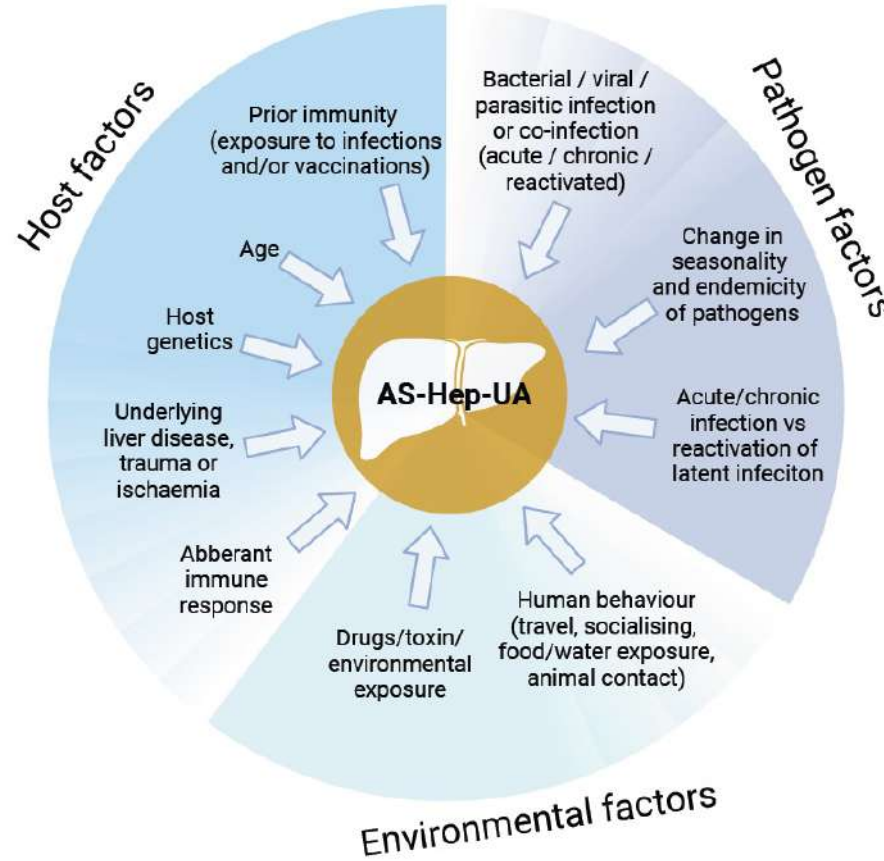 Host factors
Prior immunity
(exposure to infections
and/or vaccinations)
Age
Host
genetics
Underlying
liver disease,
trauma or
ischaemia
Abberant
immune
response
Pathogen factors
Bacterial / viral /
parasitic infection
or co-infection
(acute / chronic /
reactivated)
Change in
seasonality
and endemicity
of pathogens
Acute/chronic
infection vs
reactivation of
latent infeciton
AS-Hep-UA
Drugs/toxin/
environmental
exposure
Human behaviour
(travel, socialising,
food/water exposure,
animal contact)
Environmental factors